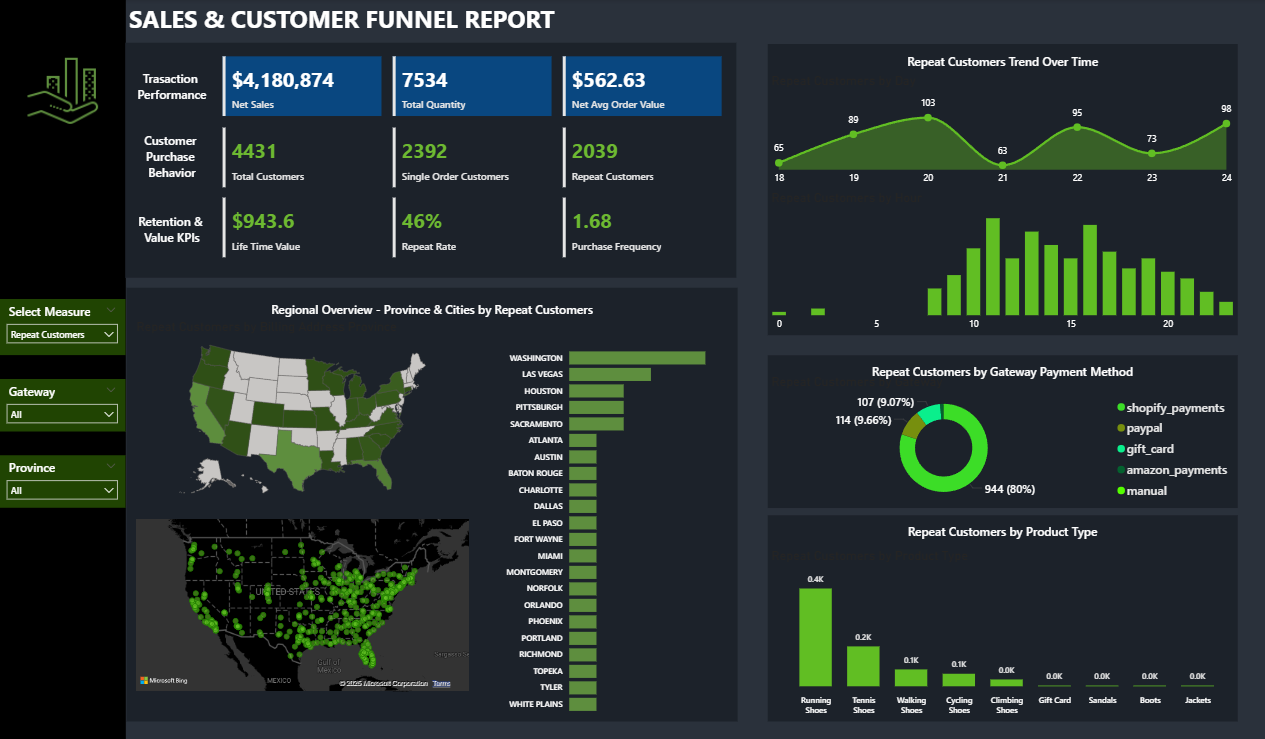 SALES & CUSTOMER FUNNEL REPORT
Trasaction
Performance
$4,180,874
Net Sales
7534
Total Quantity
$562.63
Net Avg Order Value
Customer
Purchase
Behavior
4431
Total Customers
2392
Single Order Customers
2039
Repeat Customers
Retention &
Value KPIs
$943.6
Life Time Value
46%
Repeat Rate
1.68
Purchase Frequency
Select Measure
Repeat Customers
Gateway
All
Province
All
Regional Overview - Province & Cities by Repeat Customers
WASHINGTON
LAS VEGAS
HOUSTON
PITTSBURGH
SACRAMENTO
ATLANTA
AUSTIN
BATON ROUGE
CHARLOTTE
DALLAS
EL PASO
FORT WAYNE
MIAMI
MONTGOMERY
NORFOLK
ORLANDO
PHOENIX
PORTLAND
RICHMOND
TOPEKA
TYLER
WHITE PLAINS
UNITED STATES
Gulf of
Mexico
MEXICO
Microsoft Bing
© 2025 Microsoft Corporation Terms
Repeat Customers Trend Over Time
65
89
103
63
95
73
98
18
19
20
21
22
23
24
0
5
10
15
20
Repeat Customers by Gateway Payment Method
107 (9.07%)
114 (9.66%)
944 (80%)
shopify_payments
paypal
gift_card
amazon_payments
manual
Repeat Customers by Product Type
0.4K
0.2K
0.1K
0.1K
0.0K
0.0K
0.0K
0.0K
0.0K
Running
Shoes
Tennis
Shoes
Walking
Shoes
Cycling
Shoes
Climbing
Shoes
Gift Card
Sandals
Boots
Jackets